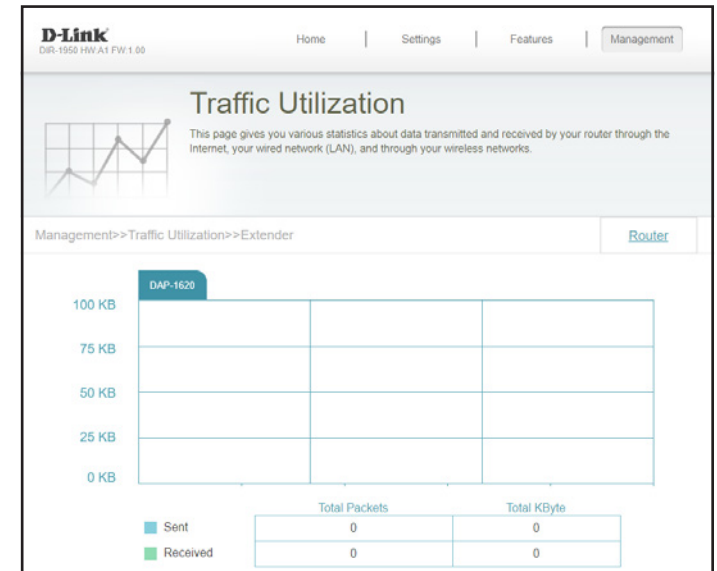 D-Link
DIR-1950 HW:A1 FW:1.00
Home | Settings | Features | Management
Traffic Utilization
This page gives you various statistics about data transmitted and received by your router through the
Internet, your wired network (LAN), and through your wireless networks.
Management>>Traffic Utilization>>Extender
Router
DAP-1620
100 KB
75 KB
50 KB
25 KB
0 KB
Total Packets Total KByte
Sent 0 0
Received 0 0